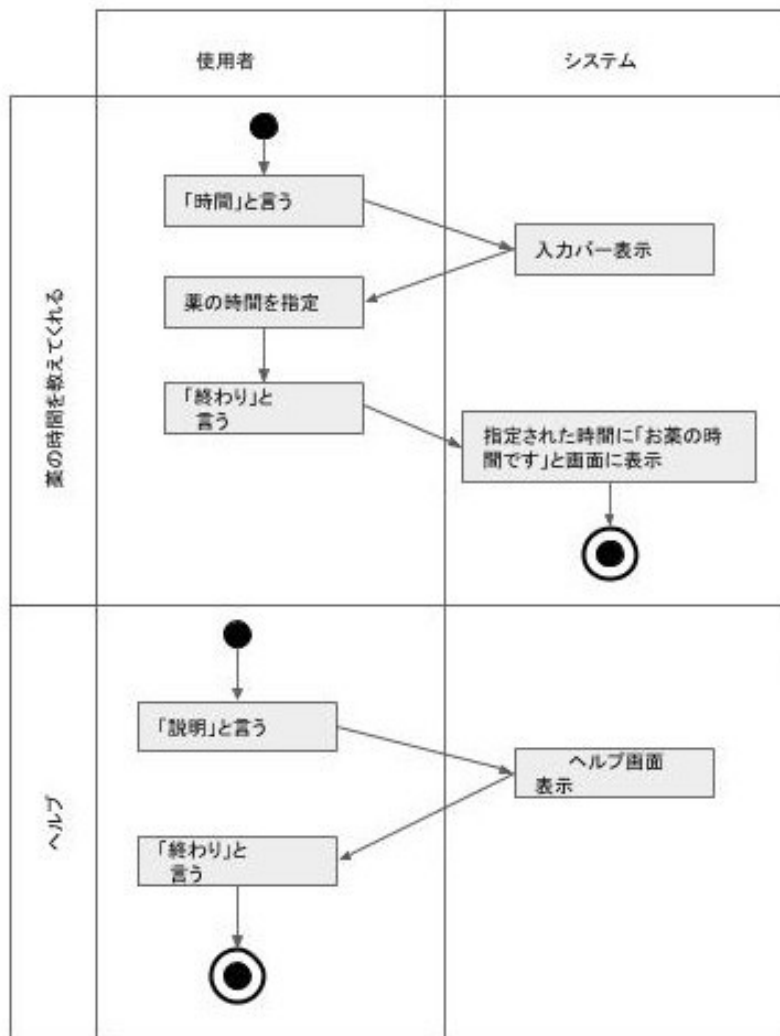 使用者
システム
薬の時間を教えてくれる
「時間」と言う
入力バー表示
薬の時間を指定
「終わり」と
言う
指定された時間に「お薬の時
間です」と画面に表示
ヘルプ
「説明」と言う
ヘルプ画面
表示
「終わり」と
言う